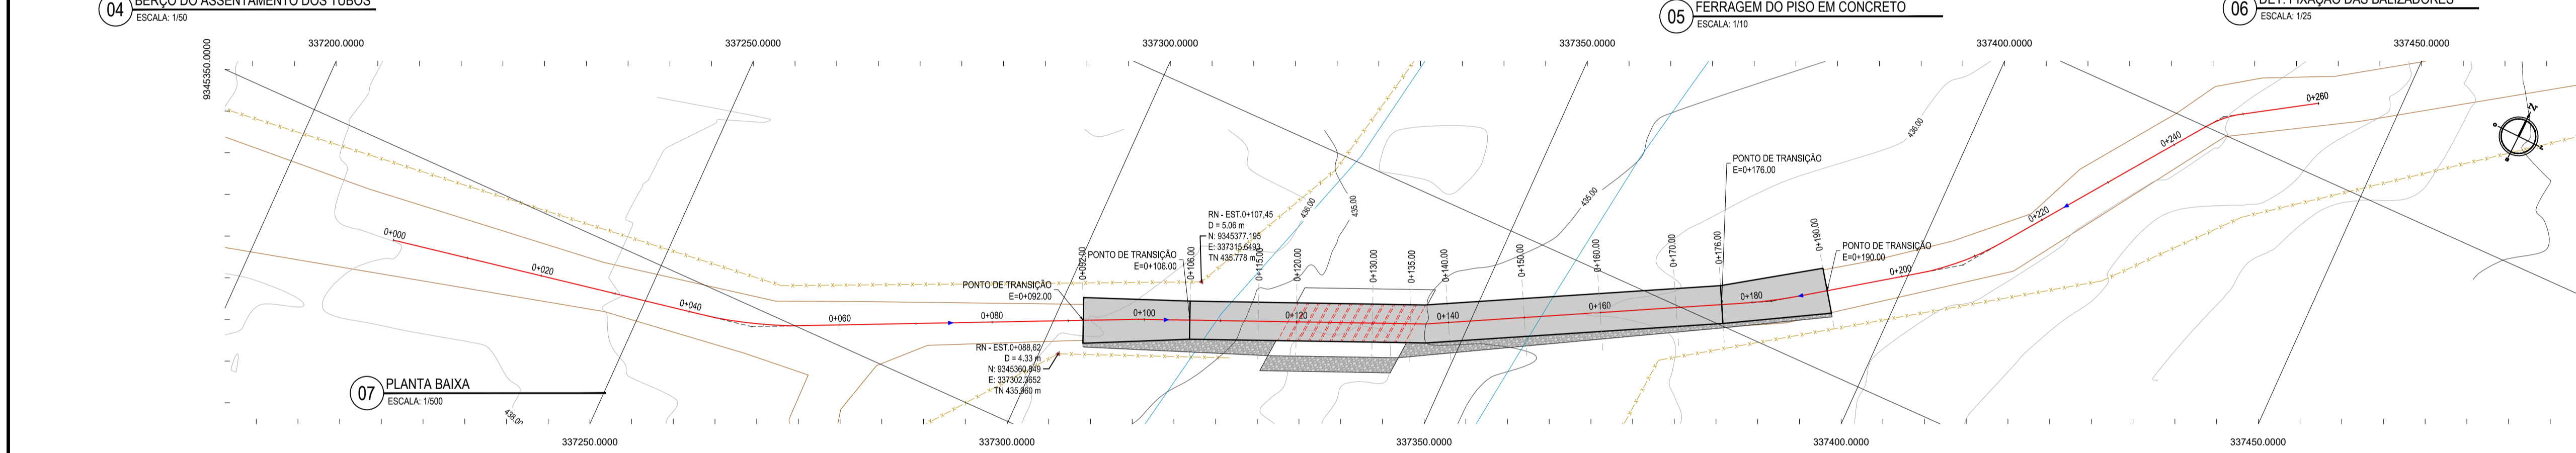 04
BERÇO DO ASSENTAMENTO DOS TUBOS
ESCALA: 1/50
05
FERRAGEM DO PISO EM CONCRETO
ESCALA: 1/10
06
DET. FIXAÇÃO DAS BALIZADORES
ESCALA: 1/25
337200.0000
337250.0000
337300.0000
337350.0000
337400.0000
337450.0000
9345350.0000
0+000
0+020
0+040
0+060
0+080
0+100
0+120
0+140
0+160
0+180
0+200
0+220
0+240
0+260
PONTO DE TRANSIÇÃO
E=0+092.00
PONTO DE TRANSIÇÃO
E=0+106.00
RN - EST.0+107,45
D = 5,06 m
N: 9345377.195
E: 337315.6493
TN 435.778 m
RN - EST.0+088,62
D = 4.33 m
N: 9345360.849
E: 337302.3652
TN 435.960 m
PONTO DE TRANSIÇÃO
E=0+176.00
PONTO DE TRANSIÇÃO
E=0+190.00
0+092.00
0+106.00
0+115.00
0+120.00
0+130.00
0+135.00
0+140.00
0+150.00
0+160.00
0+170.00
0+176.00
0+190.00
436.00
435.00
435.00
436.00
438.00
N
07
PLANTA BAIXA
ESCALA: 1/500
337250.0000
337300.0000
337350.0000
337400.0000
337450.0000